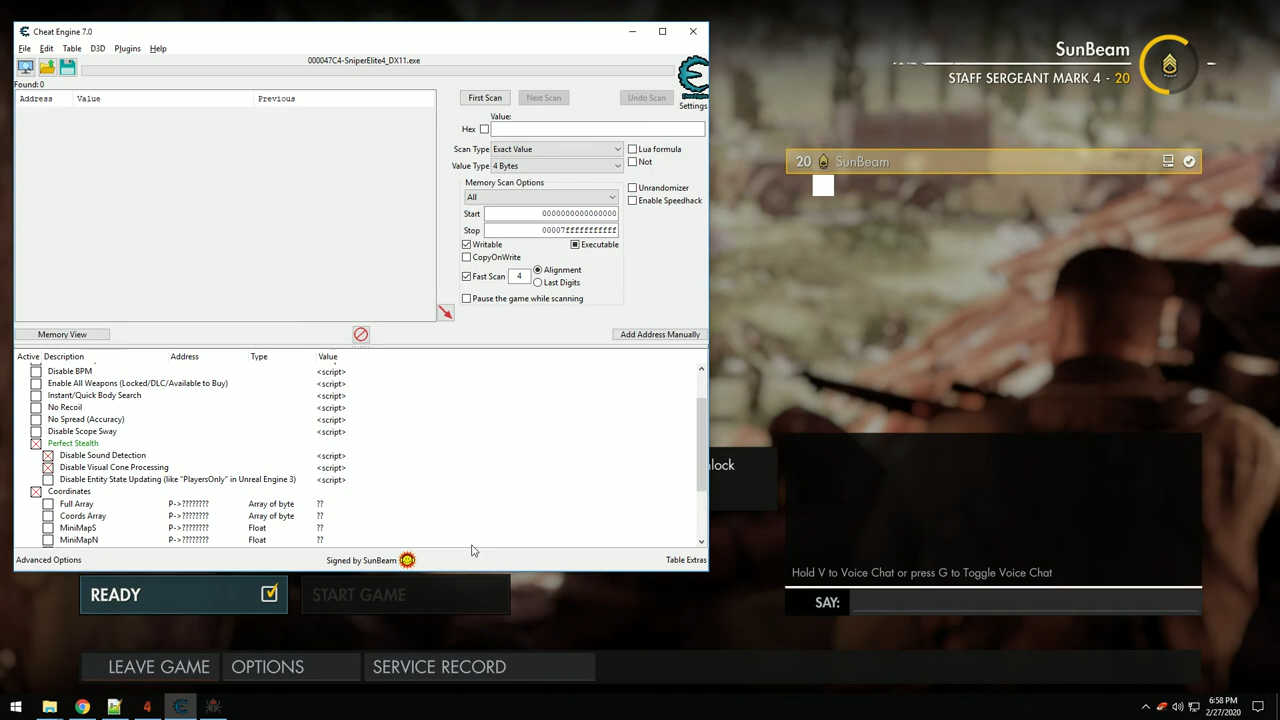 Cheat Engine 7.0
File Edit Table D3D Plugins Help
000047C4-SniperElite4_DX11.exe
Found: 0
Address Value Previous
First Scan Next Scan Undo Scan
Settings
Value:
Hex
Scan Type Exact Value
Lua formula
Not
Value Type 4 Bytes
Memory Scan Options
All
Unrandomizer
Enable Speedhack
Start 0000000000000000
Stop 00007fffffffffff
Writable Executable
CopyOnWrite
Fast Scan 4 Alignment
Last Digits
Pause the game while scanning
Memory View
Add Address Manually
Active Description Address Type Value
Disable BPM <script>
Enable All Weapons (Locked/DLC/Available to Buy) <script>
Instant/Quick Body Search <script>
No Recoil <script>
No Spread (Accuracy) <script>
Disable Scope Sway <script>
Perfect Stealth
Disable Sound Detection <script>
Disable Visual Cone Processing <script>
Disable Entity State Updating (like "PlayersOnly" in Unreal Engine 3) <script>
Coordinates
Full Array P->???????? Array of byte ??
Coords Array P->???????? Array of byte ??
MiniMapS P->???????? Float ??
MiniMapN P->???????? Float ??
Advanced Options
Signed by SunBeam
Table Extras
SunBeam
STAFF SERGEANT MARK 4 - 20
20 SunBeam
Hold V to Voice Chat or press G to Toggle Voice Chat
SAY:
READY
START GAME
LEAVE GAME
OPTIONS
SERVICE RECORD
6:58 PM
2/27/2020